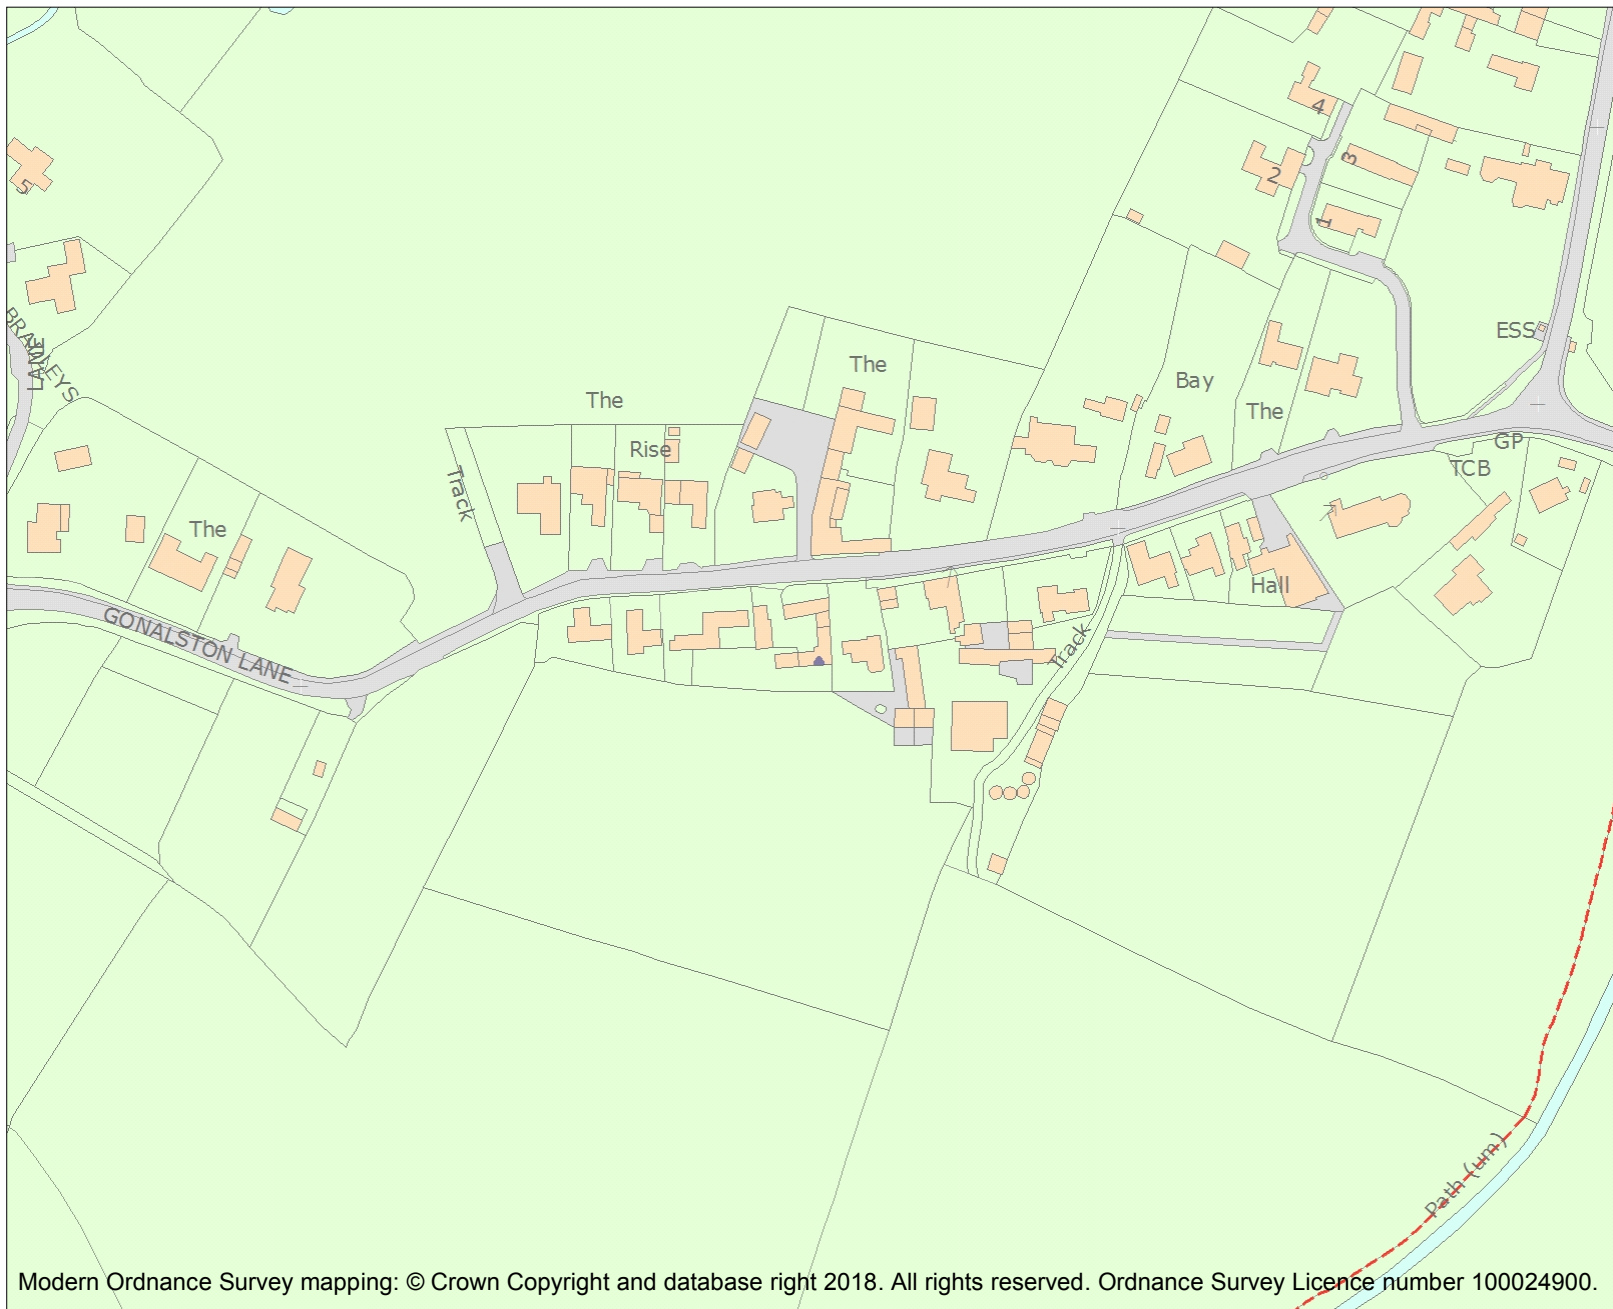 4
3
2
5
1
BRAWLEYS
LANE
ESS
The
Bay
The
The
GP
Rise
TCB
Track
The
Hall
GONALSTON LANE
Track
Path (um)
Modern Ordnance Survey mapping: © Crown Copyright and database right 2018. All rights reserved. Ordnance Survey Licence number 100024900.